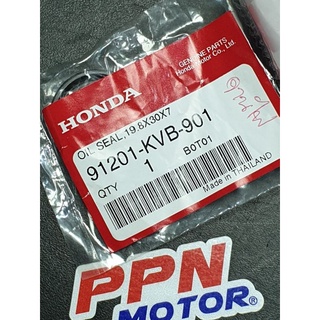 GENUINE PARTS
Honda Motor Co., Ltd.
HONDA
OIL SEAL,19.8X30X7
91201-KVB-901
QTY 1 B0T01
Made in THAILAND
PPN
MOTOR®